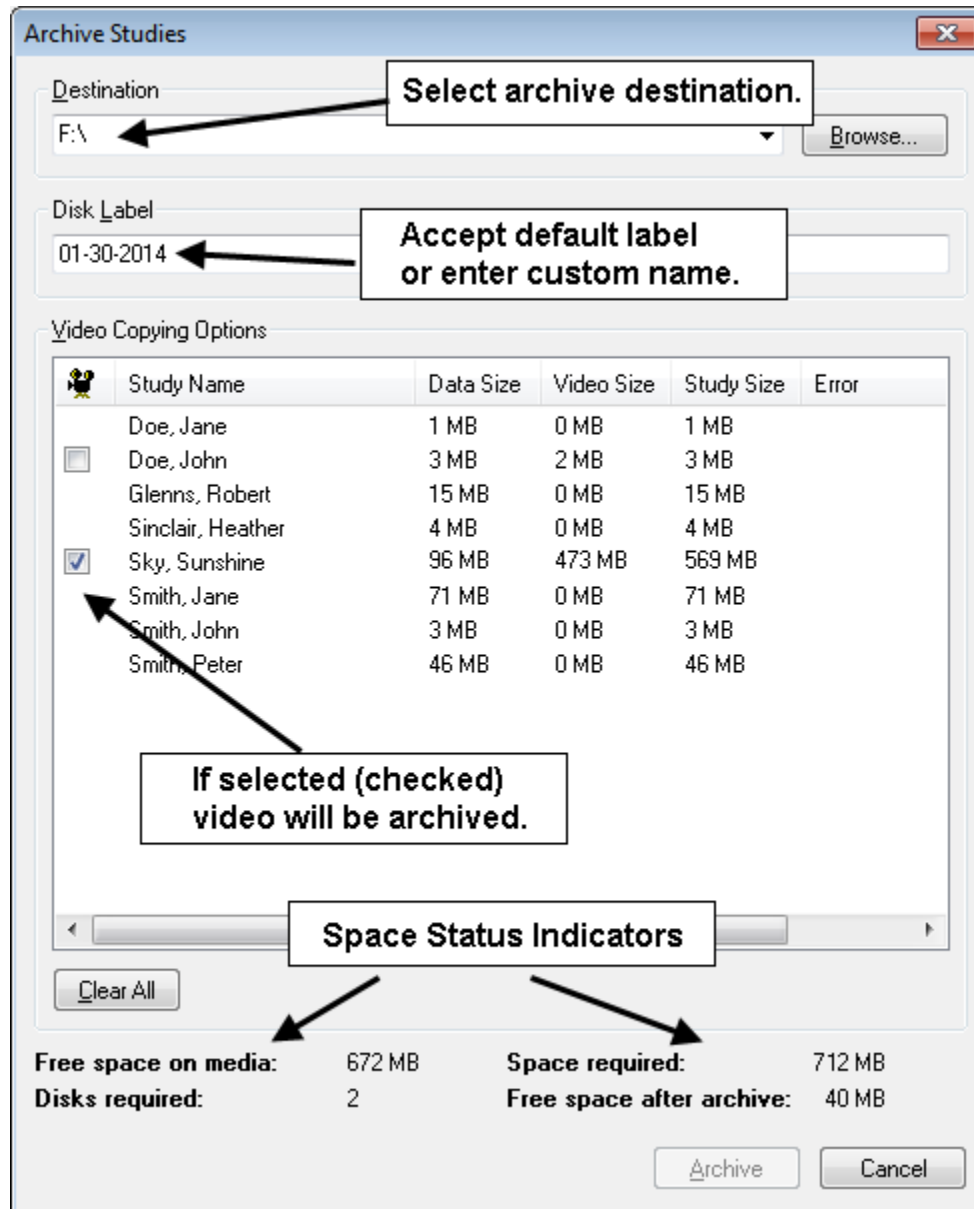 Archive Studies
Destination
Select archive destination.
F:\
Browse...
Disk Label
Accept default label
or enter custom name.
01-30-2014
Video Copying Options
Study Name Data Size Video Size Study Size Error
Doe, Jane 1 MB 0 MB 1 MB
Doe, John 3 MB 2 MB 3 MB
Glenns, Robert 15 MB 0 MB 15 MB
Sinclair, Heather 4 MB 0 MB 4 MB
Sky, Sunshine 96 MB 473 MB 569 MB
Smith, Jane 71 MB 0 MB 71 MB
Smith, John 3 MB 0 MB 3 MB
Smith, Peter 46 MB 0 MB 46 MB
If selected (checked)
video will be archived.
Space Status Indicators
Clear All
Free space on media: 672 MB Space required: 712 MB
Disks required: 2 Free space after archive: 40 MB
Archive Cancel